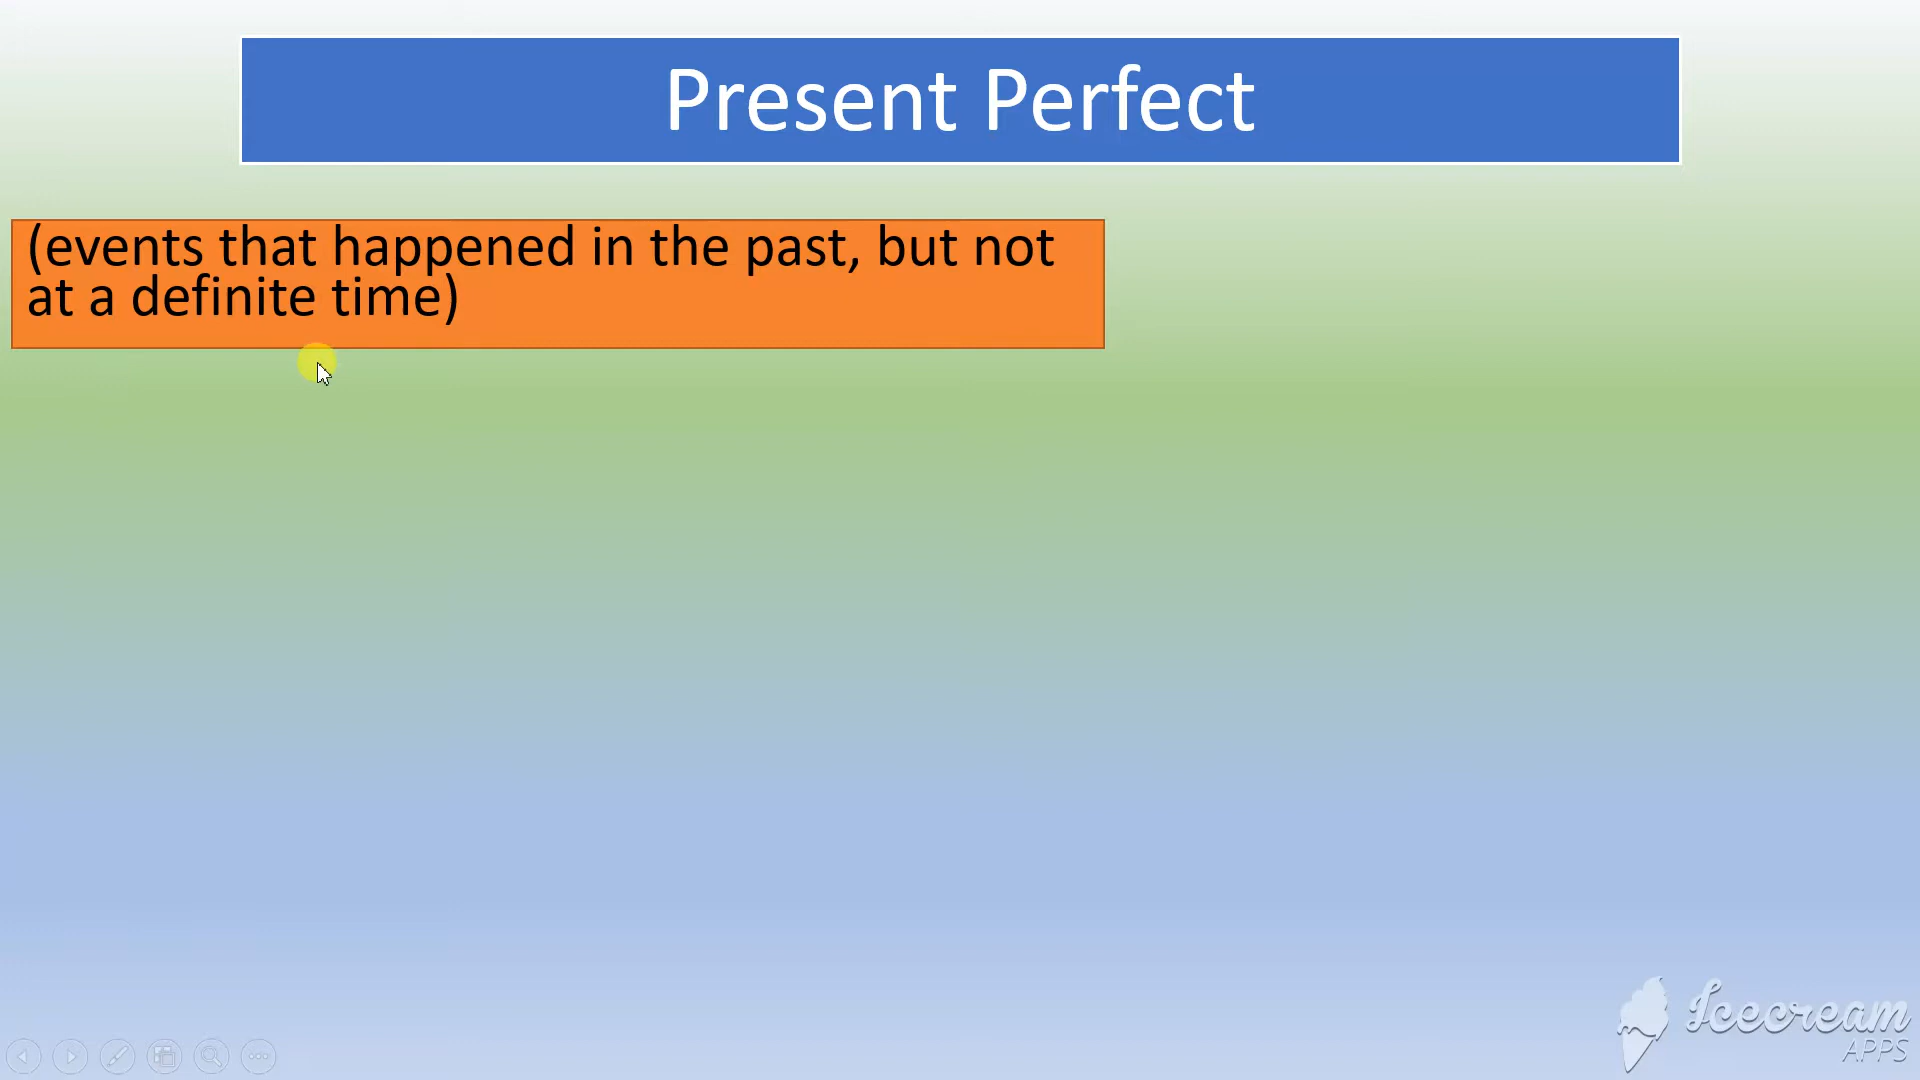 Present Perfect
(events that happened in the past, but not
at a definite time)
Icecream
APPS